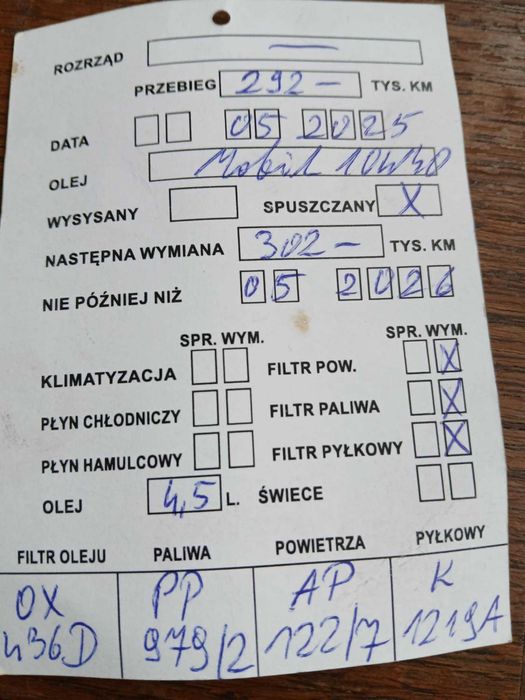 ROZRZĄD —
PRZEBIEG 292 – TYS. KM
DATA 05 2025
OLEJ Mobil 10W40
WYSYSANY SPUSZCZANY X
NASTĘPNA WYMIANA 302 – TYS. KM
NIE PÓŹNIEJ NIŻ 05 2026
SPR. WYM. SPR. WYM.
KLIMATYZACJA FILTR POW. X
PŁYN CHŁODNICZY FILTR PALIWA X
PŁYN HAMULCOWY FILTR PYŁKOWY X
OLEJ 4,5 L. ŚWIECE
FILTR OLEJU PALIWA POWIETRZA PYŁKOWY
OX PP AP K
436D 979/2 122/7 1219A